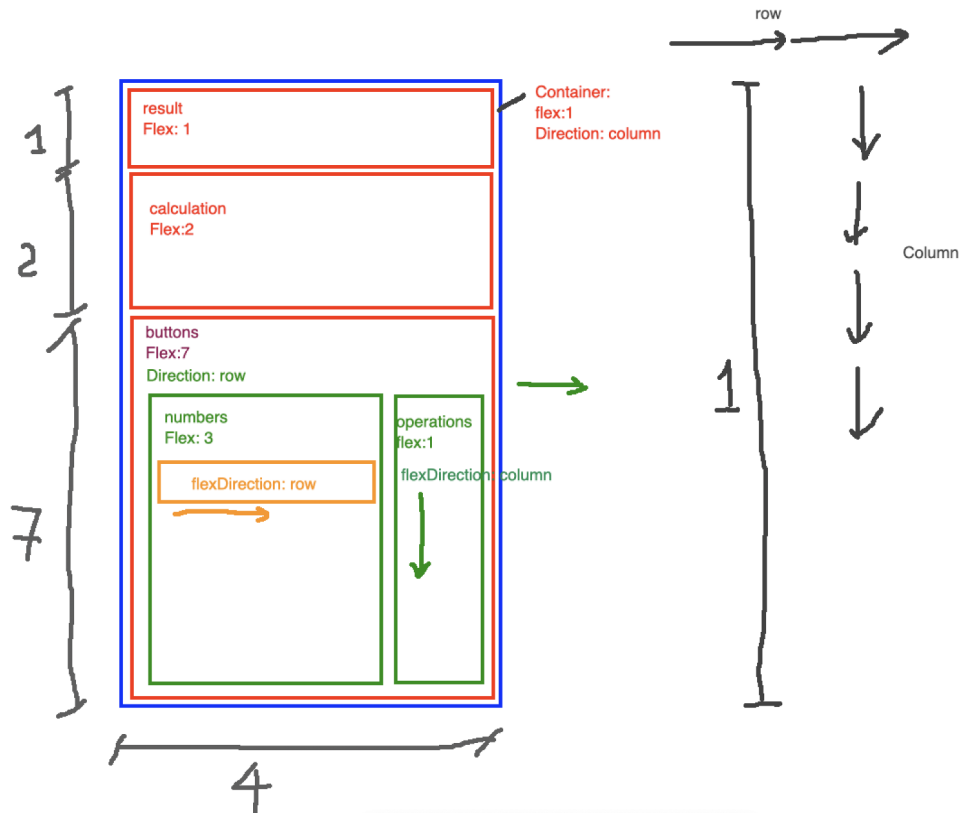 row
result
Flex: 1
Container:
flex:1
Direction: column
1
calculation
Flex:2
2
Column
buttons
Flex:7
Direction: row
1
numbers
Flex: 3
operations
flex:1
flexDirection: column
flexDirection: row
7
4